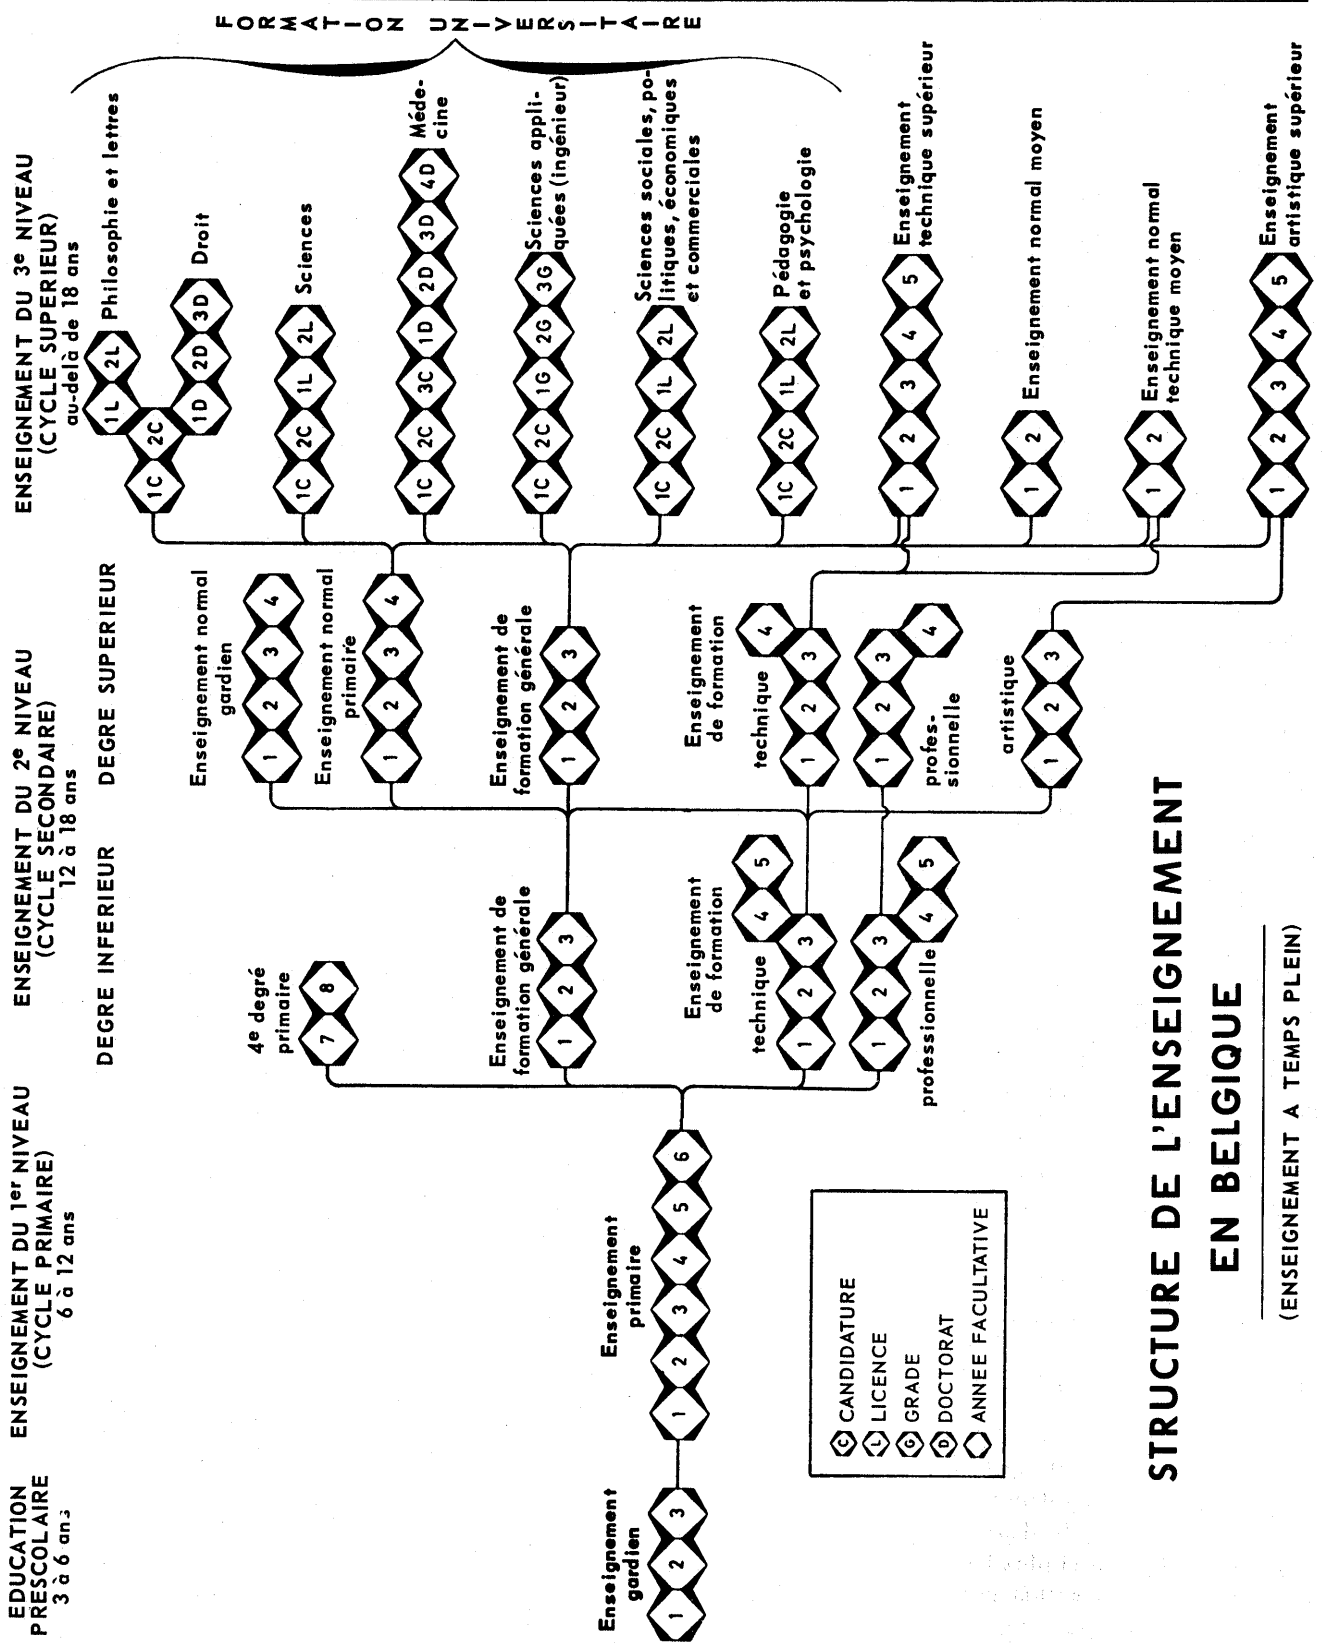 EDUCATION
PRESCOLAIRE
3 à 6 ans
ENSEIGNEMENT DU 1er NIVEAU
(CYCLE PRIMAIRE)
6 à 12 ans
ENSEIGNEMENT DU 2e NIVEAU
(CYCLE SECONDAIRE)
12 à 18 ans
DEGRE INFERIEUR
DEGRE SUPERIEUR
ENSEIGNEMENT DU 3e NIVEAU
(CYCLE SUPERIEUR)
au-delà de 18 ans
FORMATION UNIVERSITAIRE
Enseignement
gardien
1 2 3
Enseignement
primaire
1 2 3 4 5 6
4e degré
primaire
7 8
Enseignement de
formation générale
1 2 3
Enseignement
de formation
technique
1 2 3 4 5
1 2 3 4 5
professionnelle
Enseignement normal
gardien
1 2 3 4
Enseignement normal
primaire
1 2 3 4
Enseignement de
formation générale
1 2 3
Enseignement
de formation
technique
1 2 3 4
1 2 3 4
profes-
sionnelle
artistique
1 2 3
1C 2C 1L 2L Philosophie et lettres
1D 2D 3D Droit
1C 2C 1L 2L Sciences
1C 2C 3C 1D 2D 3D 4D Méde-
cine
1C 2C 1G 2G 3G Sciences appli-
quées (ingénieur)
1C 2C 1L 2L Sciences sociales, po-
litiques, économiques
et commerciales
1C 2C 1L 2L Pédagogie
et psychologie
1 2 3 4 5 Enseignement
technique supérieur
1 2 Enseignement normal moyen
1 2 Enseignement normal
technique moyen
1 2 3 4 5 Enseignement
artistique supérieur
C CANDIDATURE
L LICENCE
G GRADE
D DOCTORAT
ANNEE FACULTATIVE
STRUCTURE DE L'ENSEIGNEMENT
EN BELGIQUE
(ENSEIGNEMENT A TEMPS PLEIN)